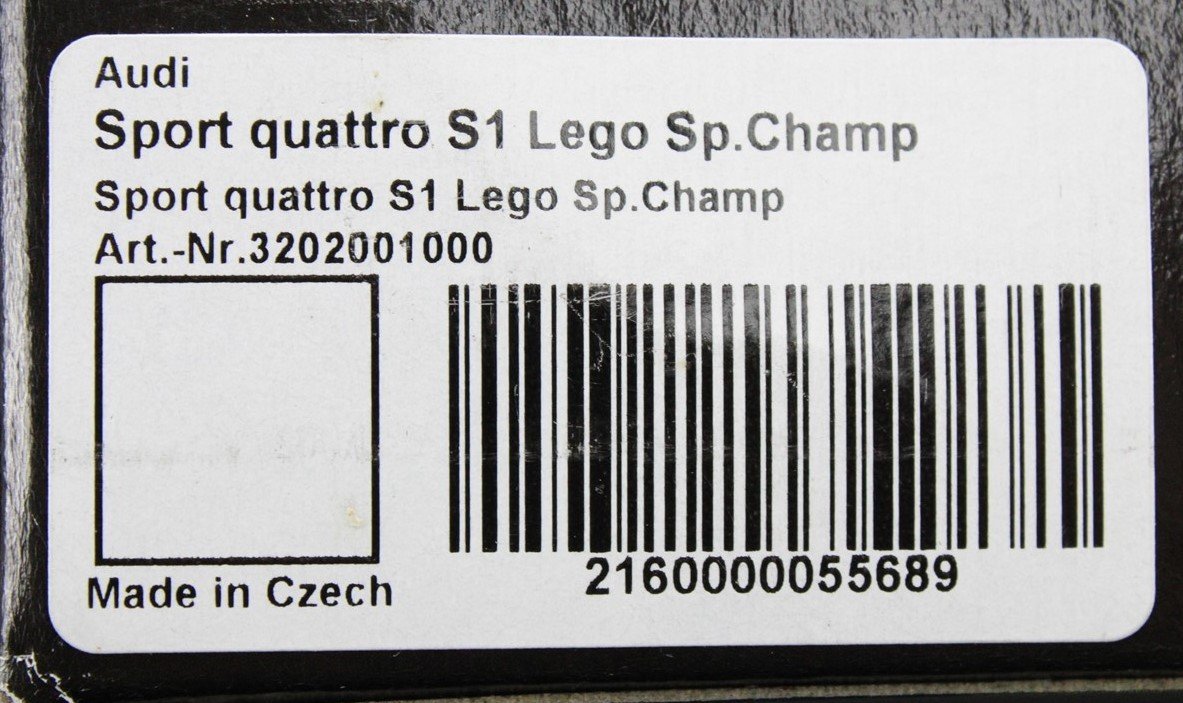 Audi
Sport quattro S1 Lego Sp.Champ
Sport quattro S1 Lego Sp.Champ
Art.-Nr.3202001000
2160000055689
Made in Czech